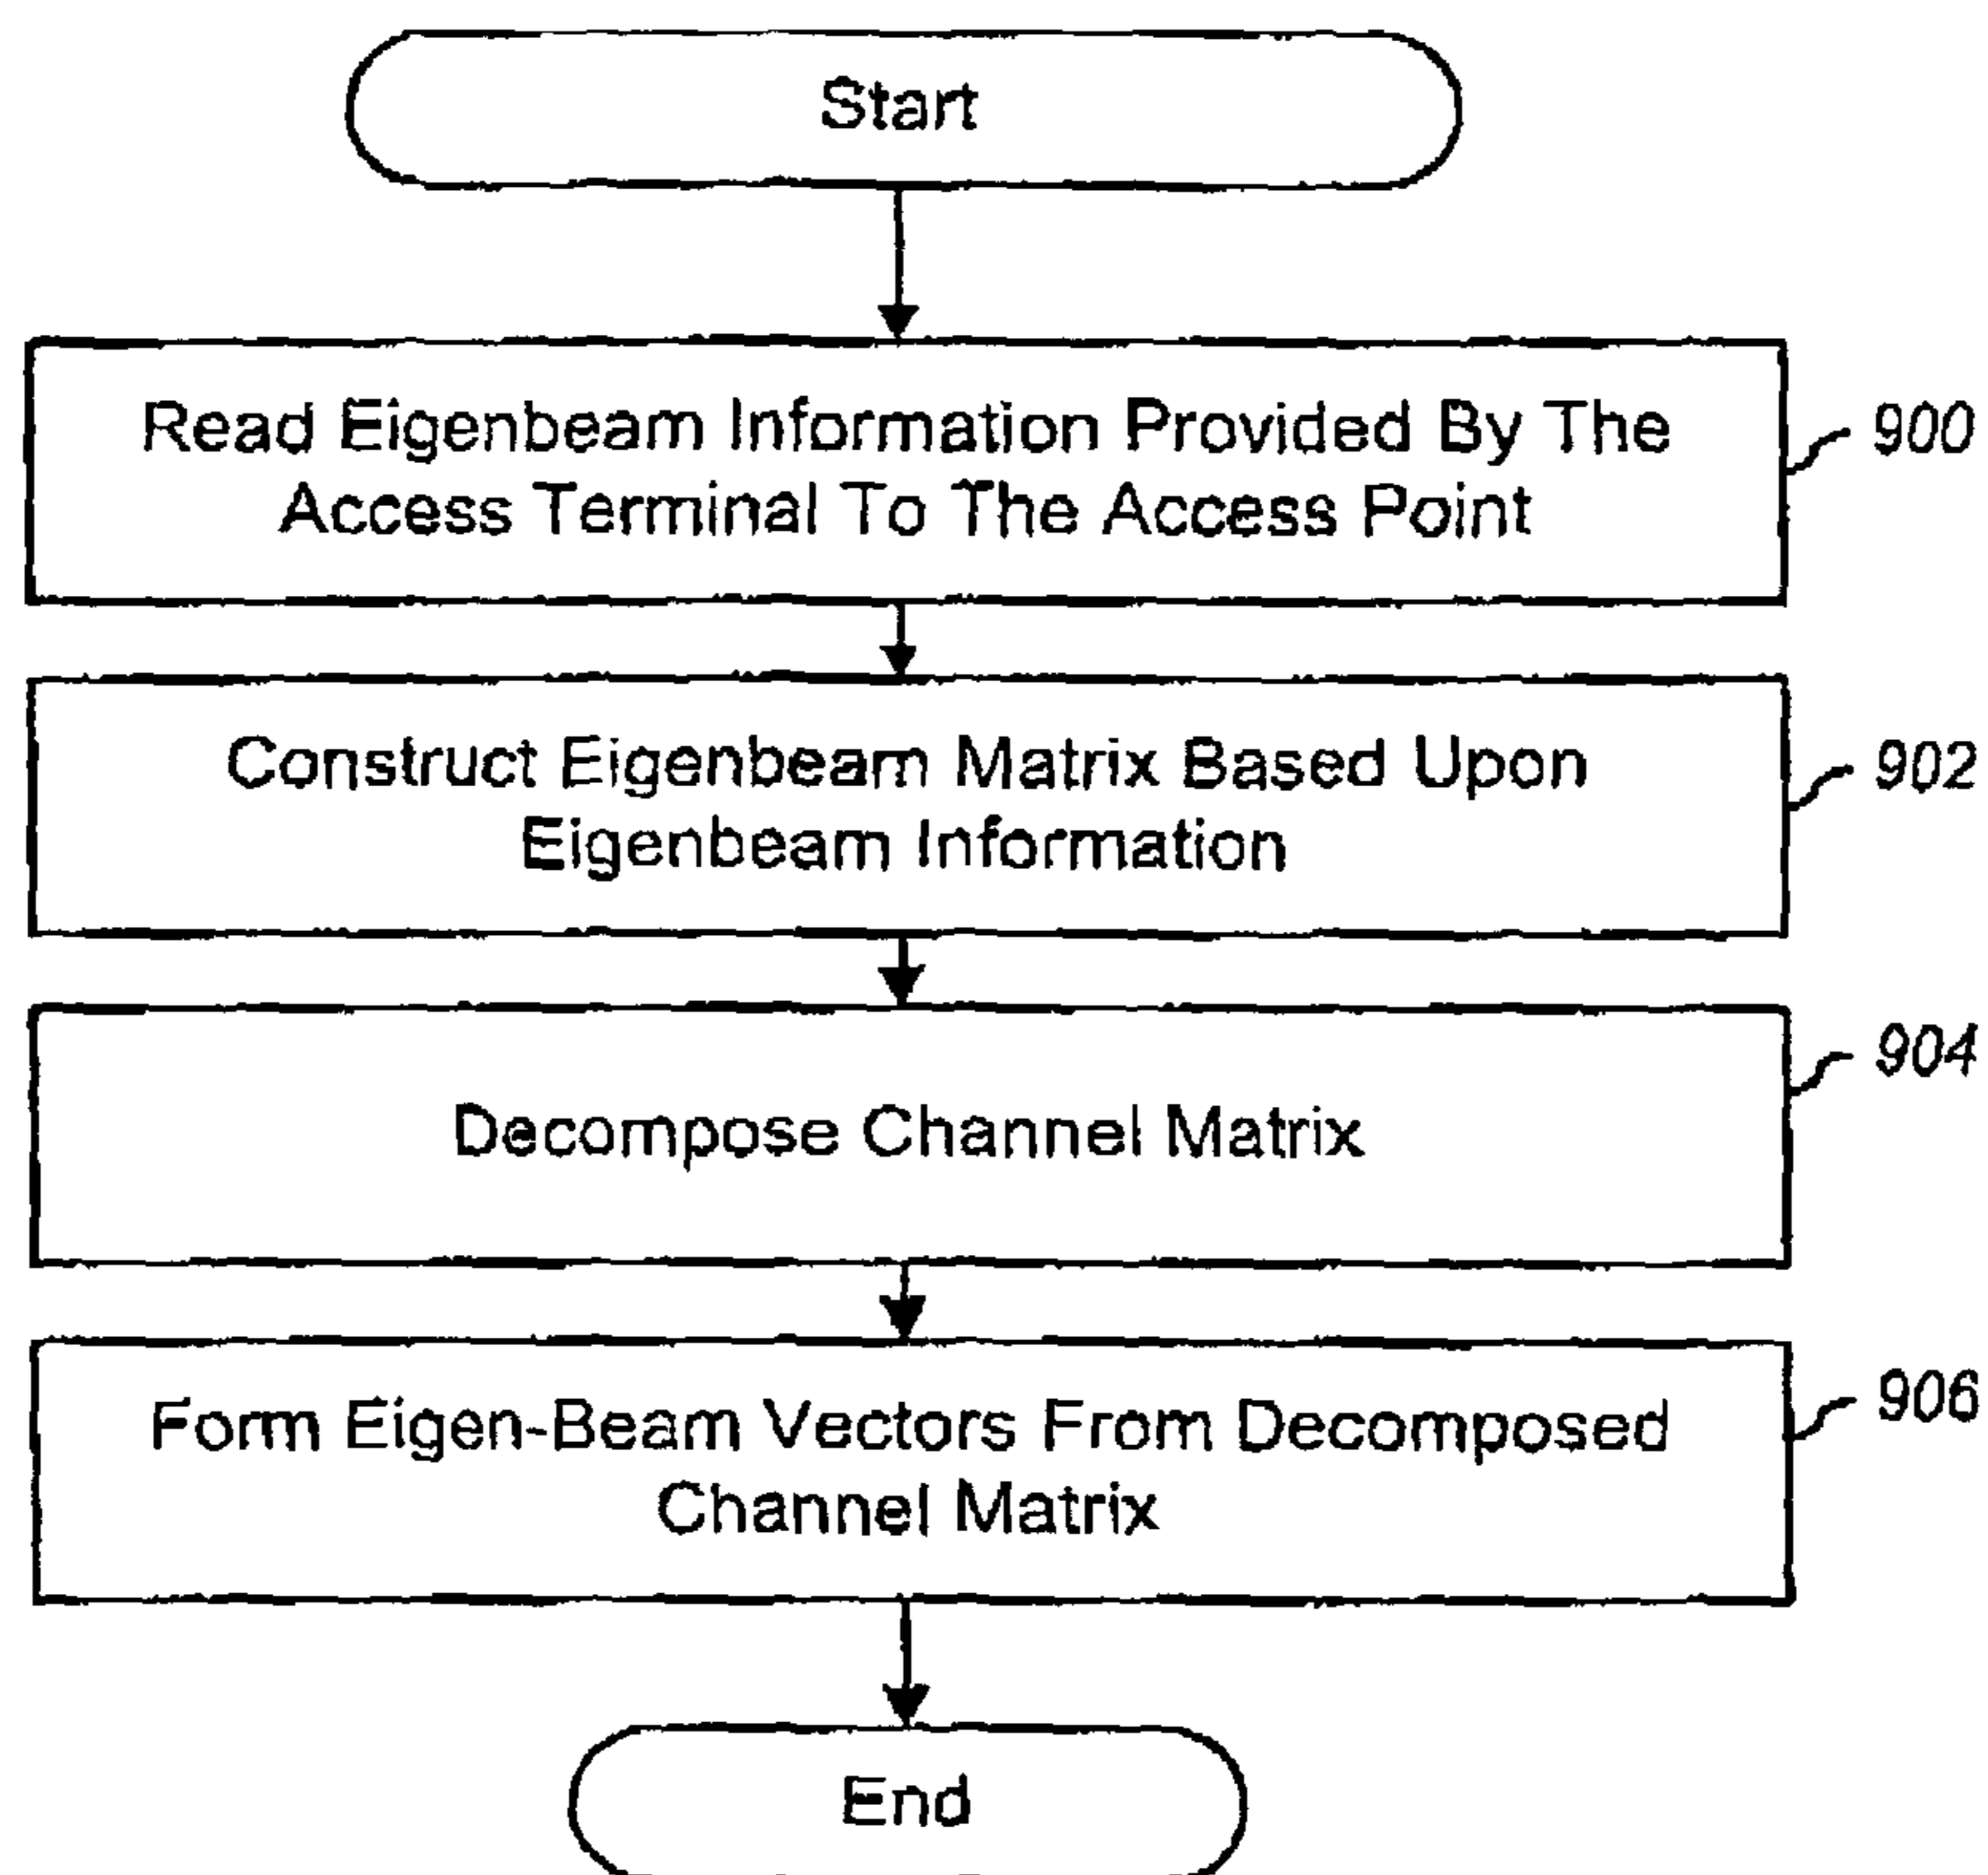 Start
Read Eigenbeam Information Provided By The
Access Terminal To The Access Point
900
Construct Eigenbeam Matrix Based Upon
Eigenbeam Information
902
Decompose Channel Matrix
904
Form Eigen-Beam Vectors From Decomposed
Channel Matrix
906
End